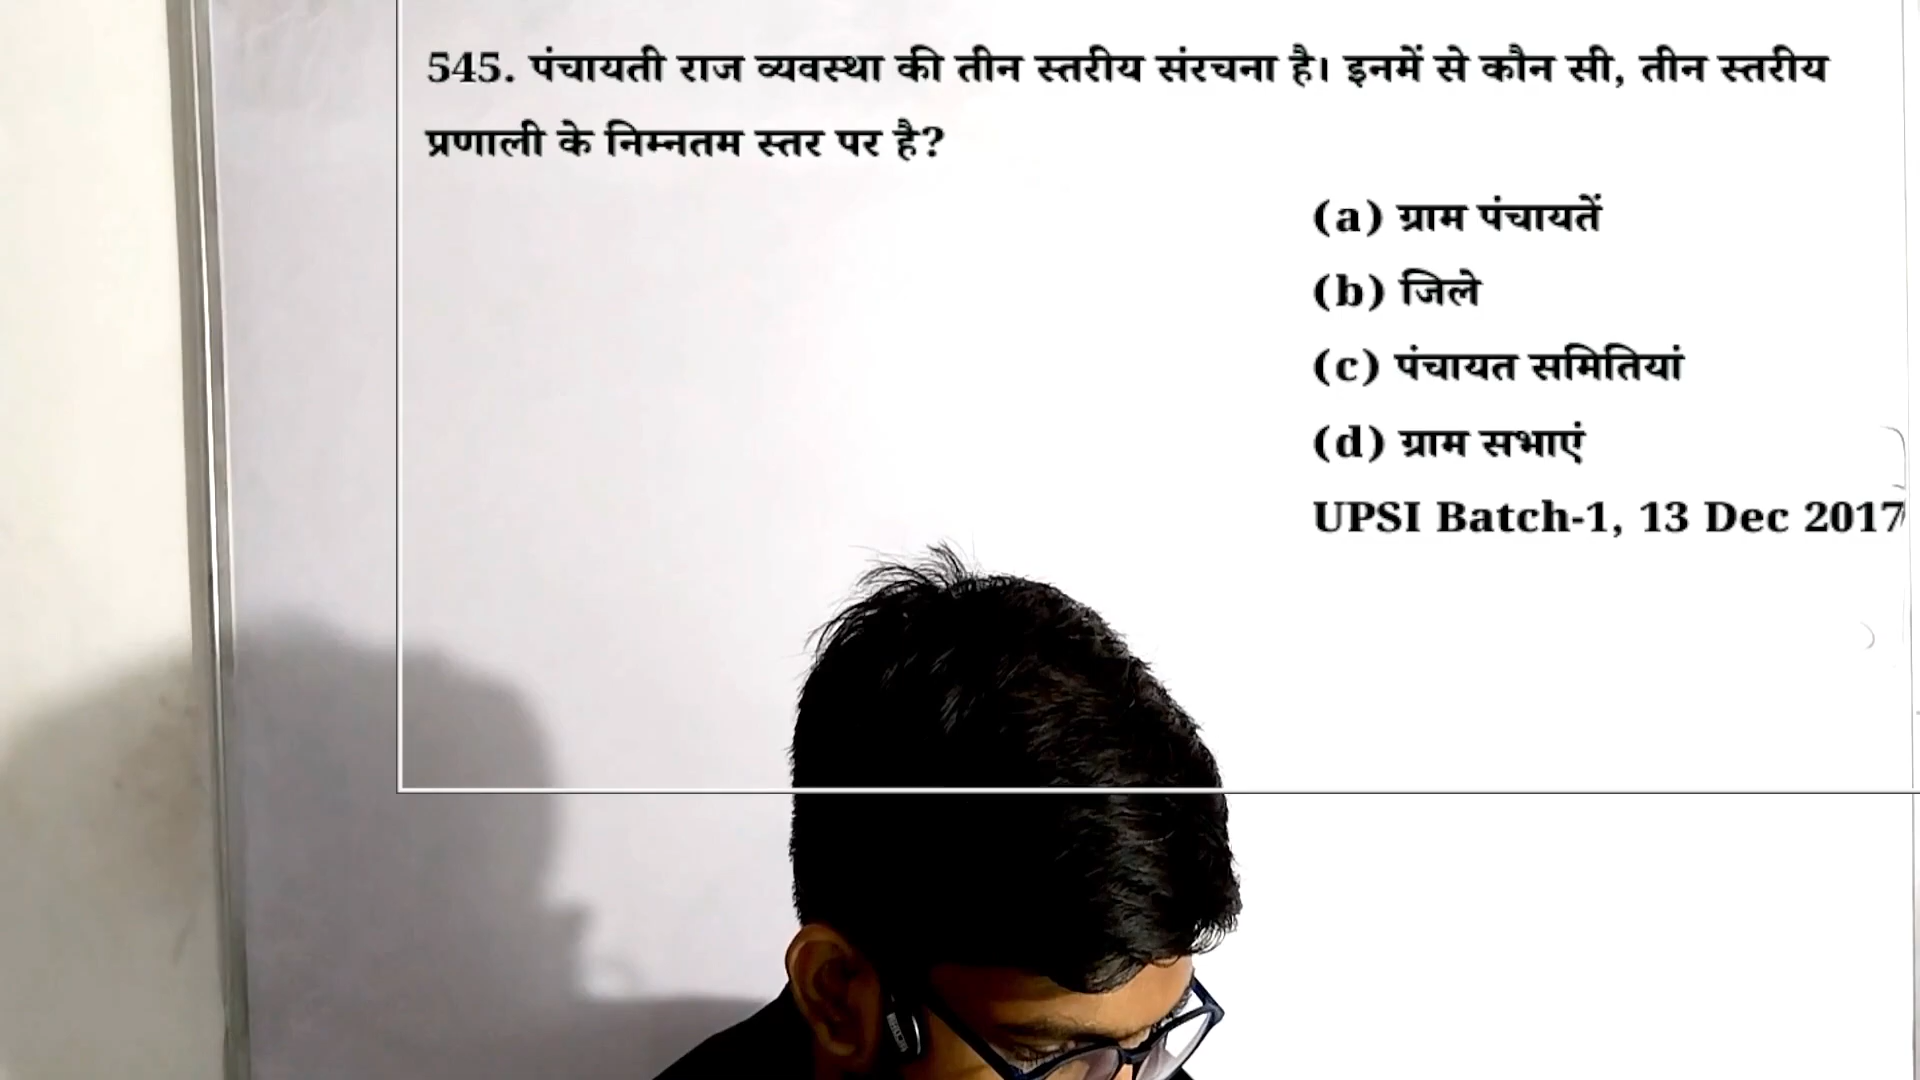 545. पंचायती राज व्यवस्था की तीन स्तरीय संरचना है। इनमें से कौन सी, तीन स्तरीय
प्रणाली के निम्नतम स्तर पर है?
(a) ग्राम पंचायतें
(b) जिले
(c) पंचायत समितियां
(d) ग्राम सभाएं
UPSI Batch-1, 13 Dec 2017